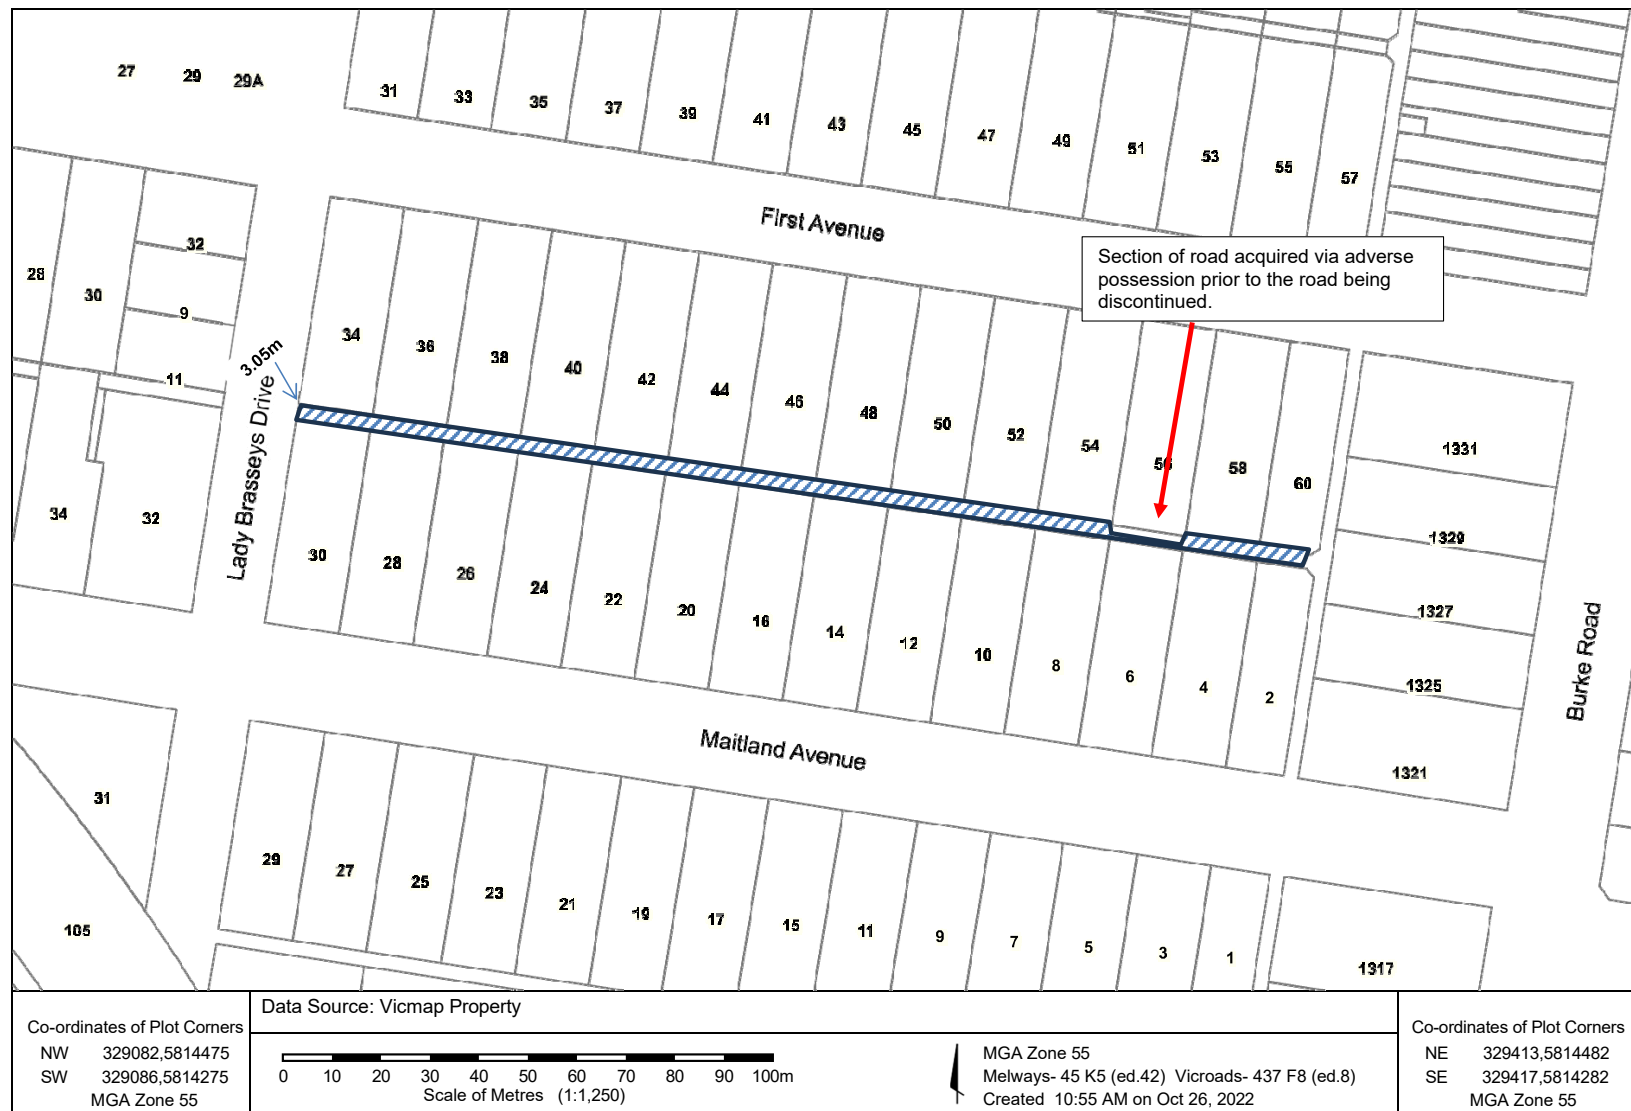 27 29 29A
31 33 35 37 39 41 43 45 47 49 51 53 55 57
First Avenue
Section of road acquired via adverse
possession prior to the road being
discontinued.
28 30 32
9
11
3.05m
Lady Brasseys Drive
34 36 38 40 42 44 46 48 50 52 54 56 58 60
1331
1329
1327
1325
1321
Burke Road
34 32
30 28 26 24 22 20 16 14 12 10 8 6 4 2
Maitland Avenue
31
105
29 27 25 23 21 19 17 15 11 9 7 5 3 1
1317
Co-ordinates of Plot Corners
NW 329082,5814475
SW 329086,5814275
MGA Zone 55
Data Source: Vicmap Property
0 10 20 30 40 50 60 70 80 90 100m
Scale of Metres (1:1,250)
MGA Zone 55
Melways- 45 K5 (ed.42) Vicroads- 437 F8 (ed.8)
Created 10:55 AM on Oct 26, 2022
Co-ordinates of Plot Corners
NE 329413,5814482
SE 329417,5814282
MGA Zone 55